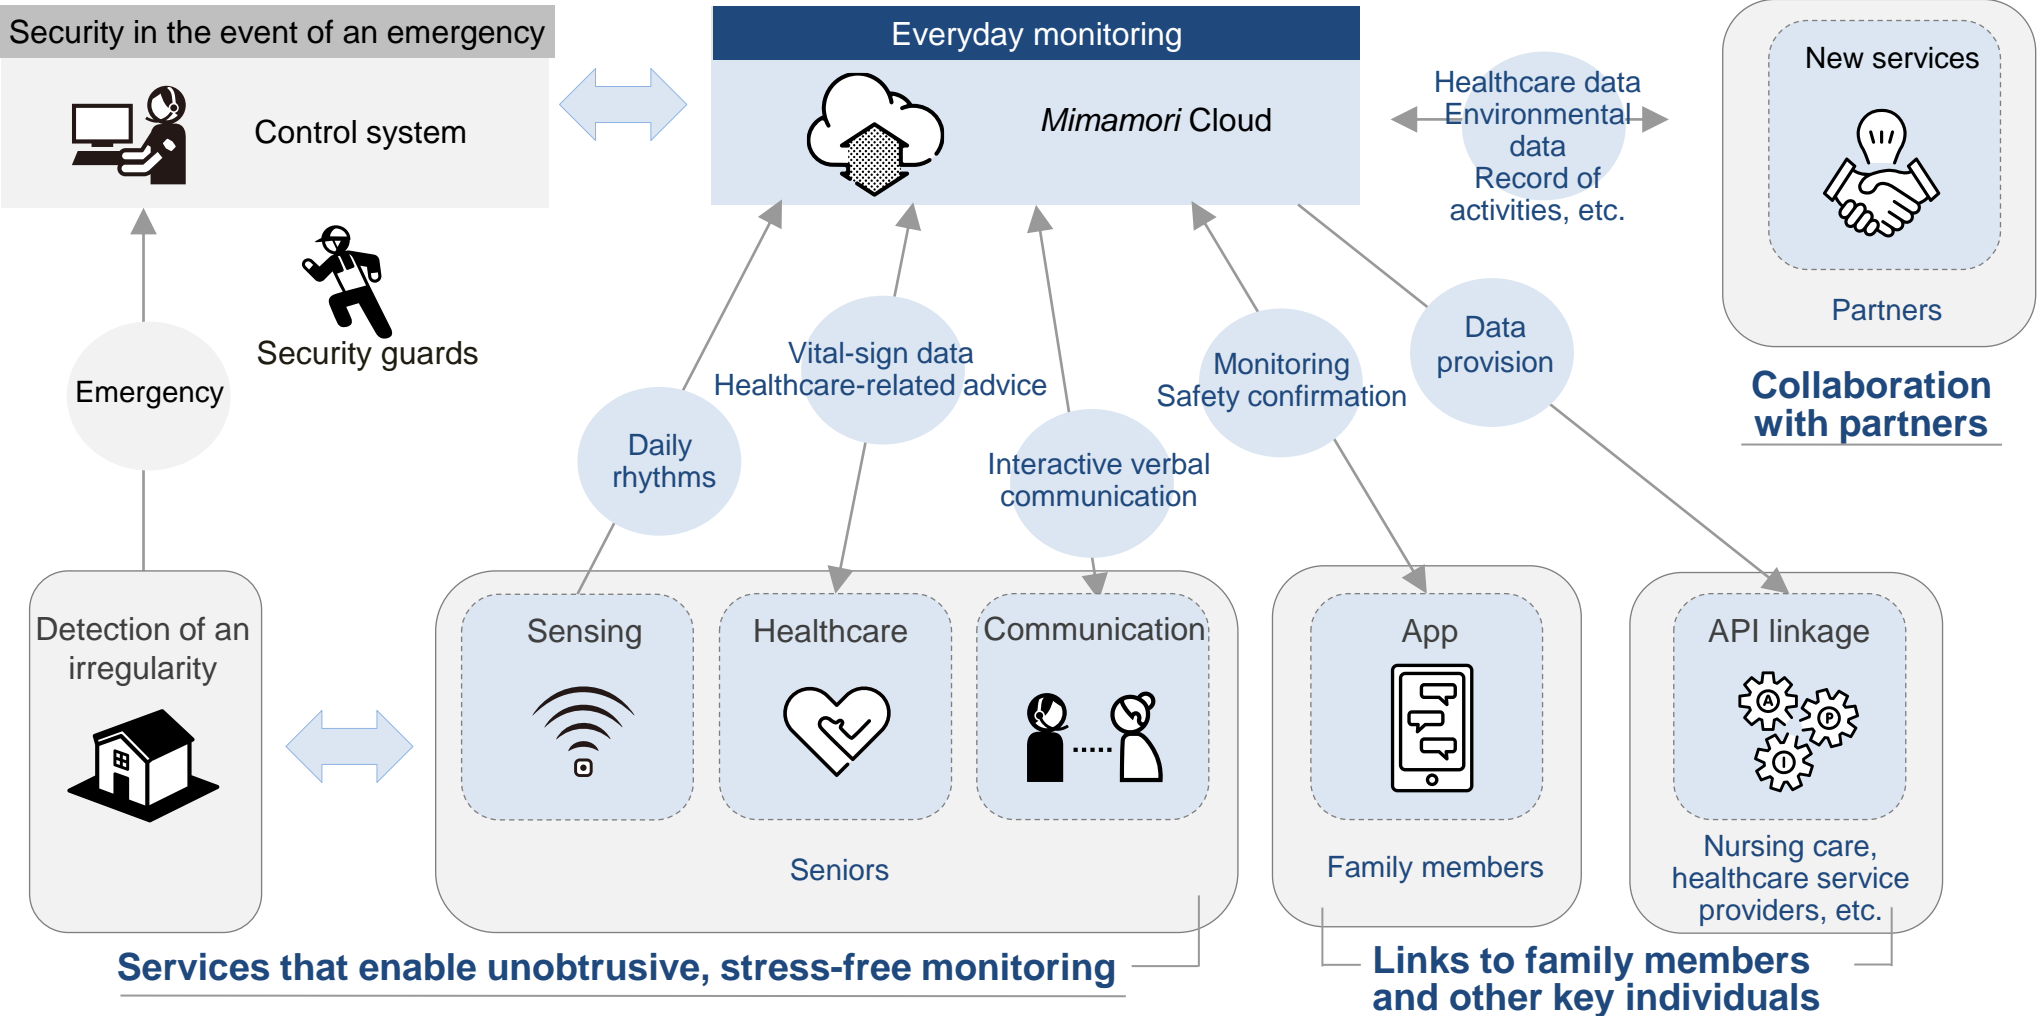 Security in the event of an emergency
Control system
Security guards
Emergency
Detection of an
irregularity
Everyday monitoring
Mimamori Cloud
Healthcare data
Environmental
data
Record of
activities, etc.
New services
Partners
Collaboration
with partners
Daily
rhythms
Vital-sign data
Healthcare-related advice
Interactive verbal
communication
Monitoring
Safety confirmation
Data
provision
Sensing
Healthcare
Communication
Seniors
App
Family members
API linkage
A
P
I
Nursing care,
healthcare service
providers, etc.
Services that enable unobtrusive, stress-free monitoring
Links to family members
and other key individuals